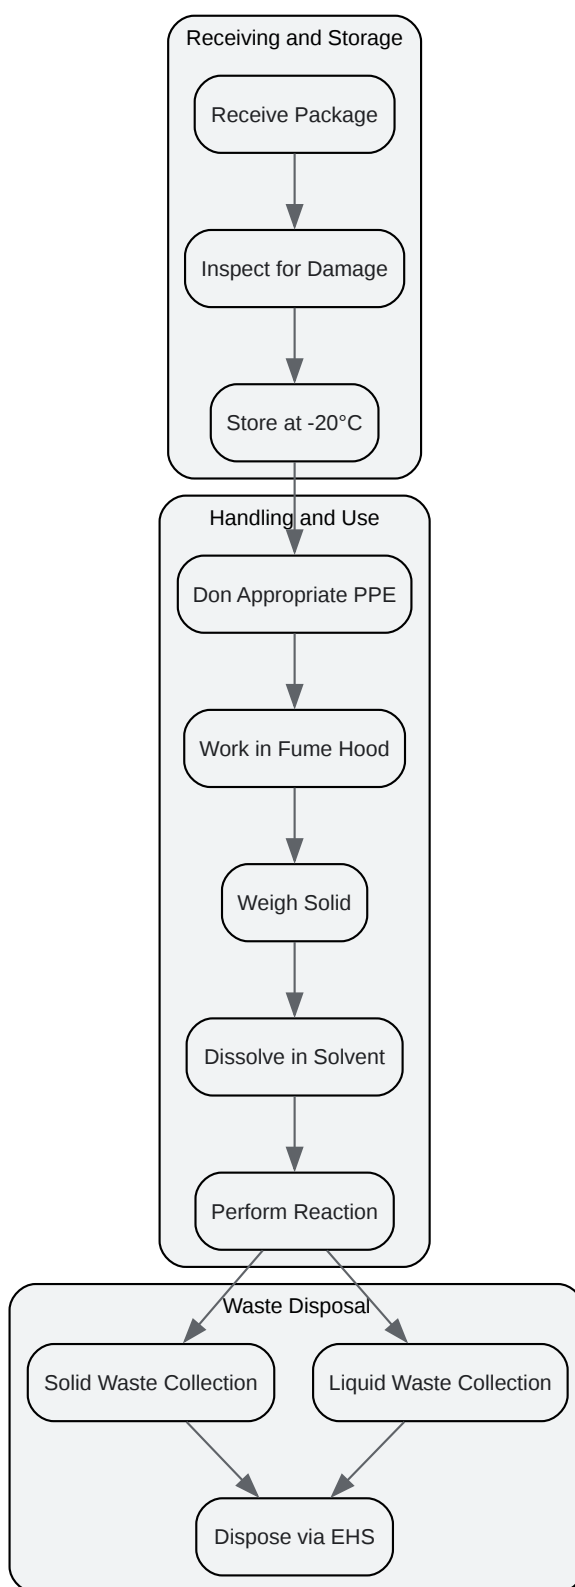 Receiving and Storage
Receive Package
Inspect for Damage
Store at -20°C
Handling and Use
Don Appropriate PPE
Work in Fume Hood
Weigh Solid
Dissolve in Solvent
Perform Reaction
Waste Disposal
Solid Waste Collection
Liquid Waste Collection
Dispose via EHS